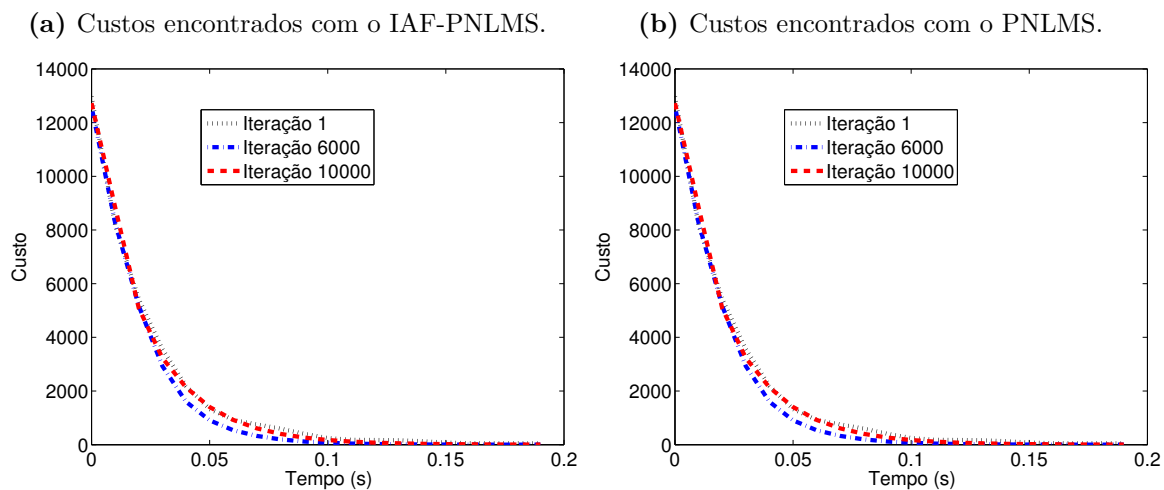 (a) Custos encontrados com o IAF-PNLMS.
14000
12000
10000
8000
6000
4000
2000
0
Custo
Iteração 1
Iteração 6000
Iteração 10000
0 0.05 0.1 0.15 0.2
Tempo (s)
(b) Custos encontrados com o PNLMS.
14000
12000
10000
8000
6000
4000
2000
0
Custo
Iteração 1
Iteração 6000
Iteração 10000
0 0.05 0.1 0.15 0.2
Tempo (s)